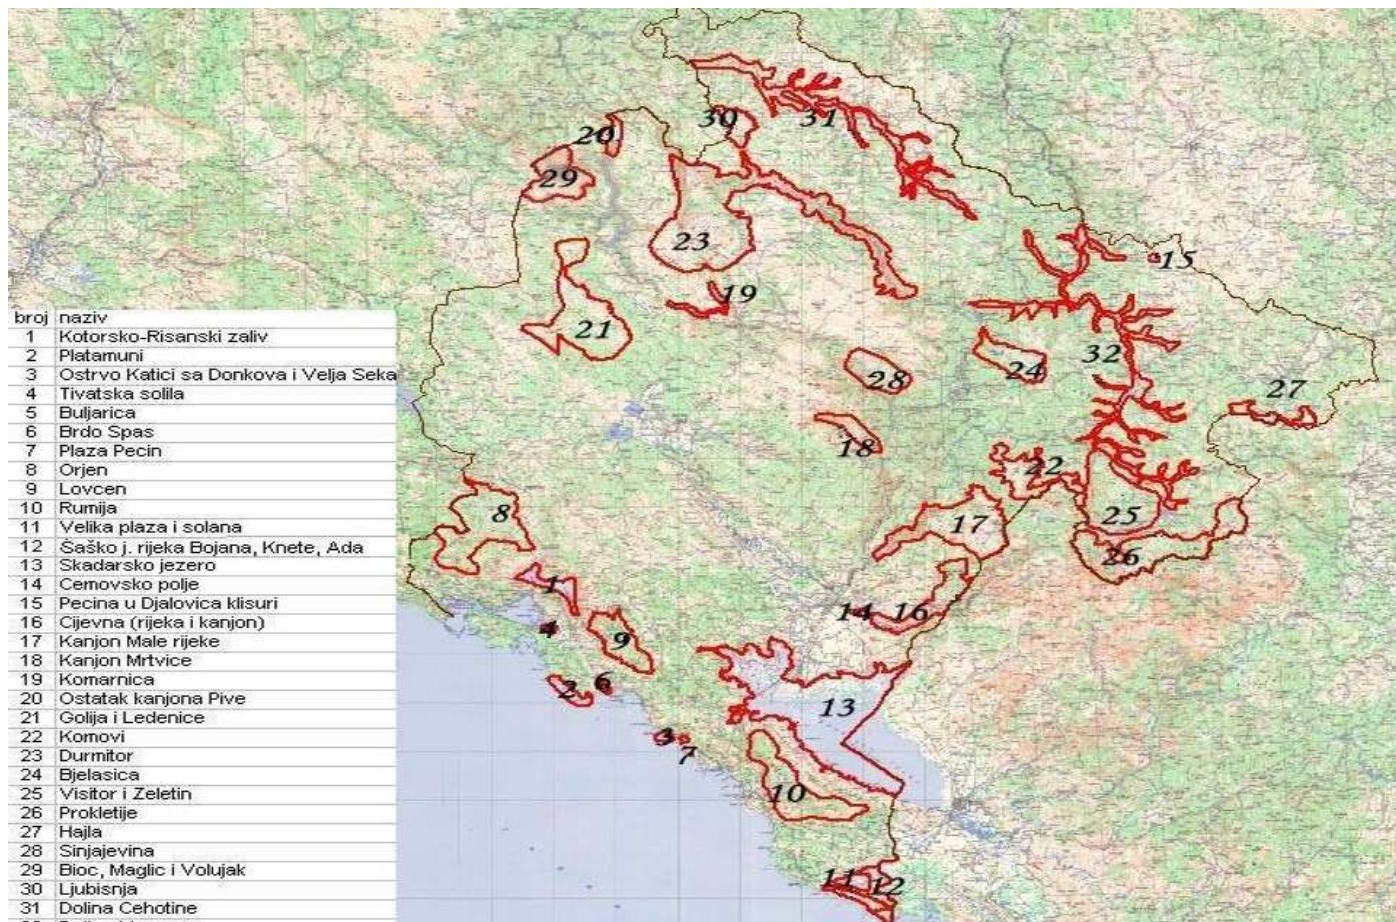 broj naziv
1 Kotorsko-Risanski zaliv
2 Platamuni
3 Ostrvo Katici sa Donkova i Velja Seka
4 Tivatska solila
5 Buljarica
6 Brdo Spas
7 Plaza Pecin
8 Orjen
9 Lovcen
10 Rumija
11 Velika plaza i solana
12 Šaško j. rijeka Bojana, Knete, Ada
13 Skadarsko jezero
14 Cemovsko polje
15 Pecina u Djalovica klisuri
16 Cijevna (rijeka i kanjon)
17 Kanjon Male rijeke
18 Kanjon Mrtvice
19 Komarnica
20 Ostatak kanjona Pive
21 Golija i Ledenice
22 Komovi
23 Durmitor
24 Bjelasica
25 Visitor i Zeletin
26 Prokletije
27 Hajla
28 Sinjajevina
29 Bioc, Maglic i Volujak
30 Ljubisnja
31 Dolina Cehotine
30
31
20
29
23
15
19
21
32
24
28
27
18
22
8
17
25
26
1
14
16
4
9
6
2
13
3
7
10
11
12